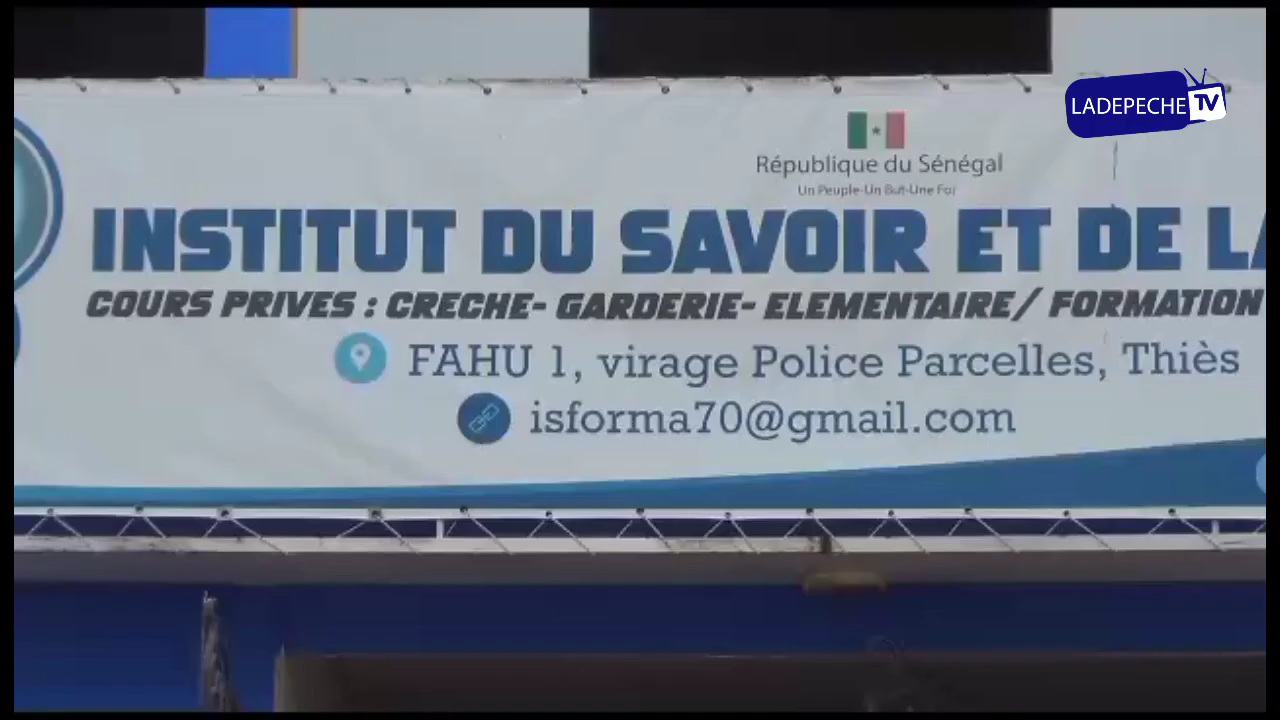 LADEPECHE TV
République du Sénégal
Un Peuple-Un But-Une Foi
INSTITUT DU SAVOIR ET DE LA
COURS PRIVES : CRECHE- GARDERIE- ELEMENTAIRE/ FORMATION
FAHU 1, virage Police Parcelles, Thiès
isforma70@gmail.com